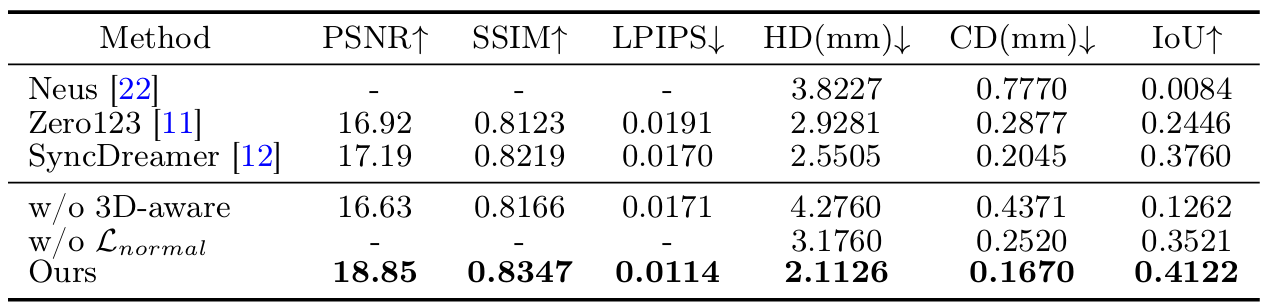 Method PSNR↑ SSIM↑ LPIPS↓ HD(mm)↓ CD(mm)↓ IoU↑
Neus [22] - - - 3.8227 0.7770 0.0084
Zero123 [11] 16.92 0.8123 0.0191 2.9281 0.2877 0.2446
SyncDreamer [12] 17.19 0.8219 0.0170 2.5505 0.2045 0.3760
w/o 3D-aware 16.63 0.8166 0.0171 4.2760 0.4371 0.1262
w/o ℒnormal - - - 3.1760 0.2520 0.3521
Ours 18.85 0.8347 0.0114 2.1126 0.1670 0.4122